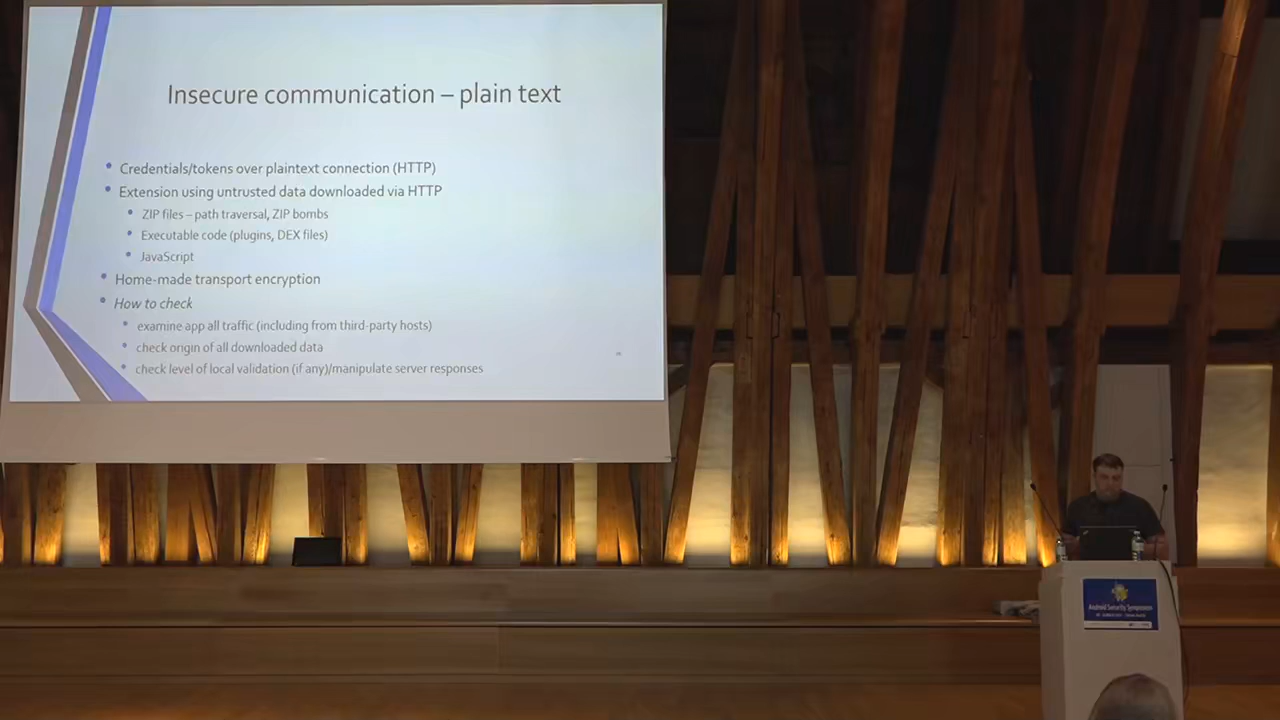 Insecure communication – plain text
• Credentials/tokens over plaintext connection (HTTP)
• Extension using untrusted data downloaded via HTTP
• ZIP files – path traversal, ZIP bombs
• Executable code (plugins, DEX files)
• JavaScript
• Home-made transport encryption
• How to check
• examine app all traffic (including from third-party hosts)
• check origin of all downloaded data
• check level of local validation (if any)/manipulate server responses
Android Security Symposium